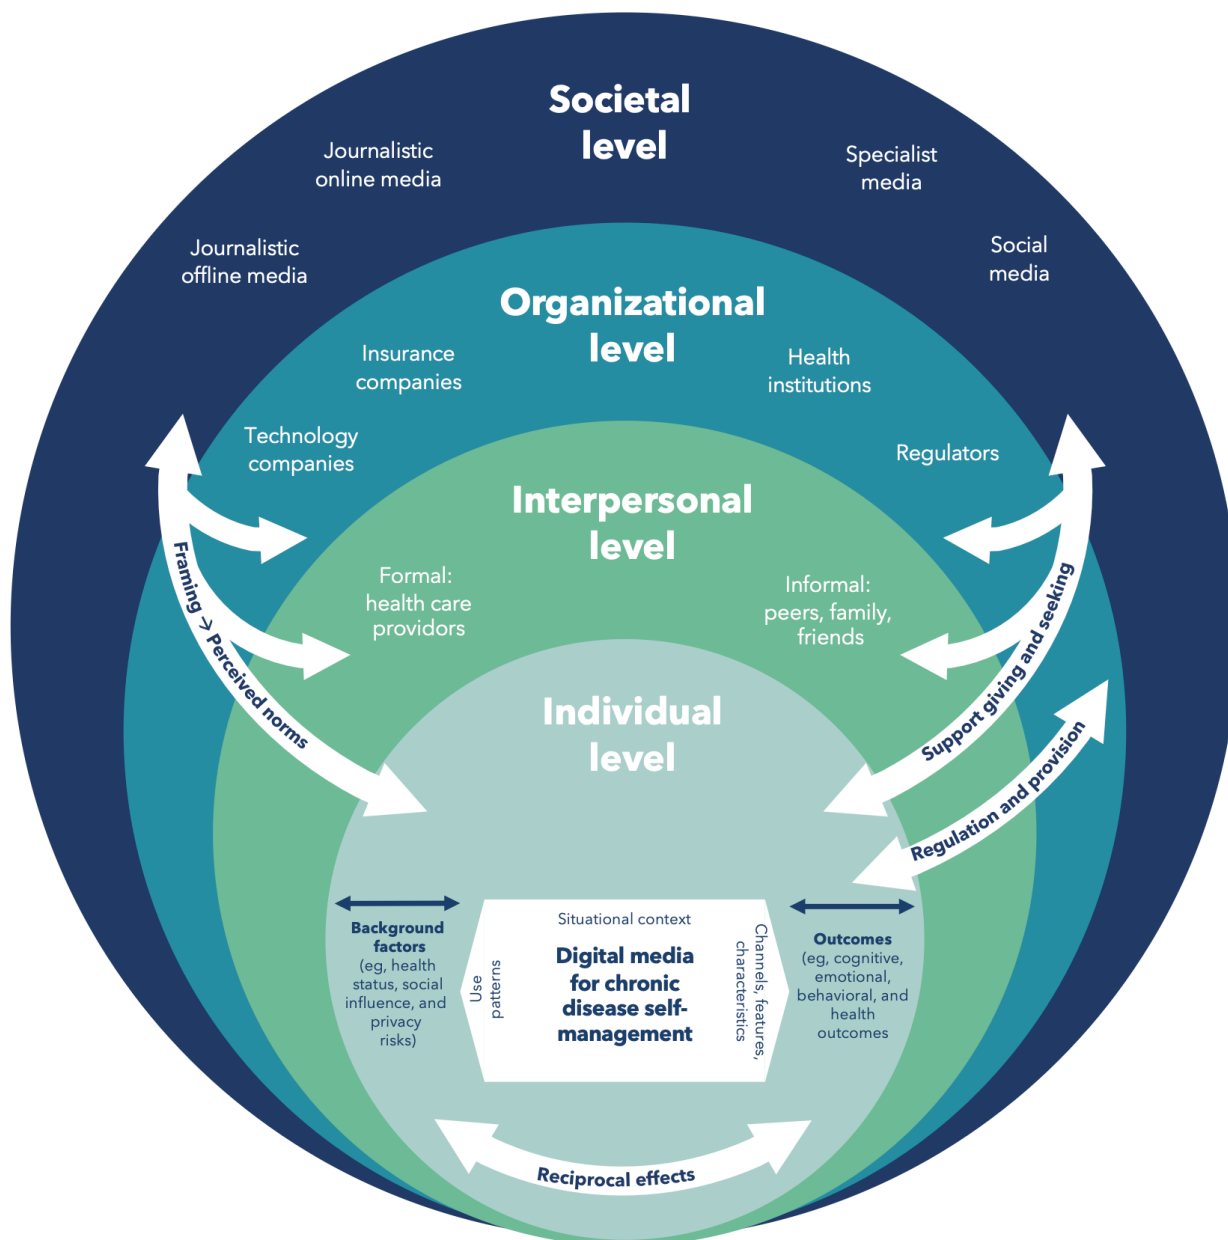 Societal
level
Journalistic
online media
Specialist
media
Journalistic
offline media
Social
media
Organizational
level
Insurance
companies
Health
institutions
Technology
companies
Regulators
Interpersonal
level
Formal:
health care
providors
Informal:
peers, family,
friends
Framing → Perceived norms
Support giving and seeking
Regulation and provision
Individual
level
Background
factors
(eg, health
status, social
influence, and
privacy
risks)
Use
patterns
Situational context
Digital media
for chronic
disease self-
management
Channels, features,
characteristics
Outcomes
(eg, cognitive,
emotional,
behavioral, and
health
outcomes
Reciprocal effects